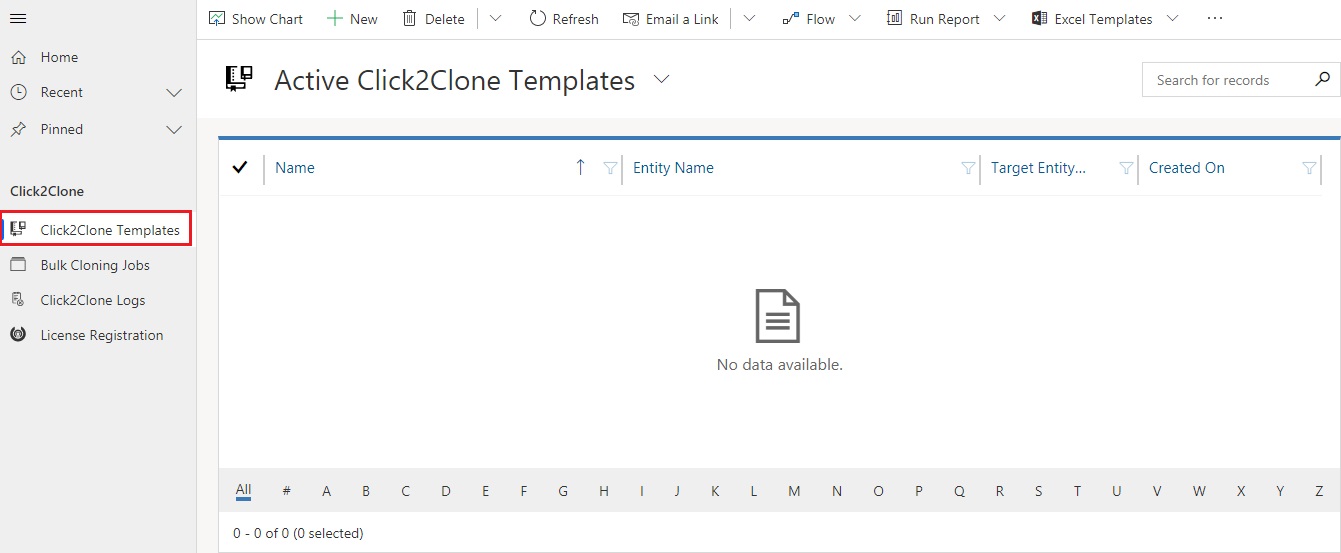 Show Chart New Delete Refresh Email a Link Flow Run Report Excel Templates ...
Home
Recent
Pinned
Click2Clone
Click2Clone Templates
Bulk Cloning Jobs
Click2Clone Logs
License Registration
Active Click2Clone Templates
Search for records
Name Entity Name Target Entity... Created On
No data available.
All # A B C D E F G H I J K L M N O P Q R S T U V W X Y Z
0 - 0 of 0 (0 selected)